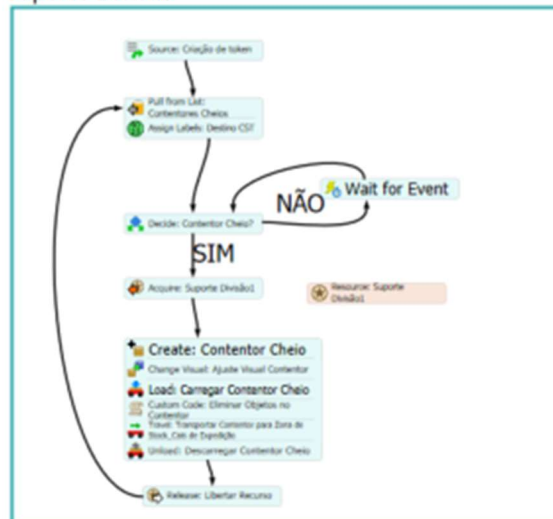 Source: Criação de token
Pull from List:
Contentores Cheios
Assign Labels: Destino CST
Wait for Event
NÃO
Decide: Contentor Cheio?
SIM
Acquire: Suporte Divisão1
Resource: Suporte
Divisão1
Create: Contentor Cheio
Change Visual: Ajuste Visual Contentor
Load: Carregar Contentor Cheio
Custom Code: Eliminar Objetos no
Contentor
Travel: Transportar Contentor para Zona de
Stock_Cais de Expedição
Unload: Descarregar Contentor Cheio
Release: Libertar Recurso